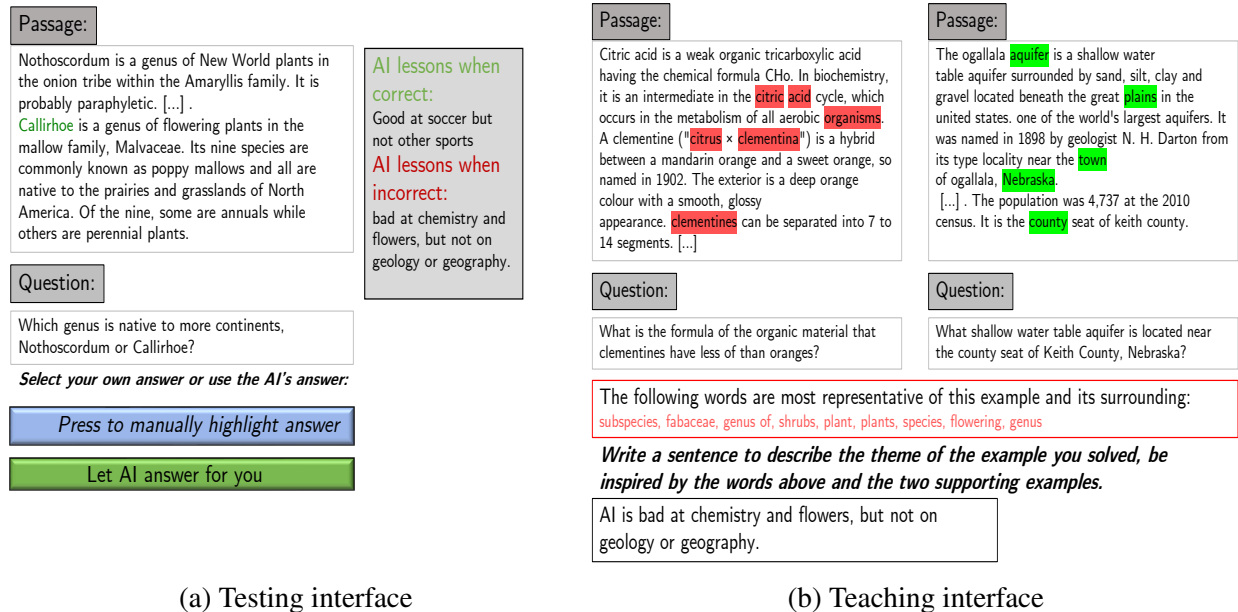 Passage:
Nothoscordum is a genus of New World plants in
the onion tribe within the Amaryllis family. It is
probably paraphyletic. [...] .
Callirhoe is a genus of flowering plants in the
mallow family, Malvaceae. Its nine species are
commonly known as poppy mallows and all are
native to the prairies and grasslands of North
America. Of the nine, some are annuals while
others are perennial plants.
AI lessons when
correct:
Good at soccer but
not other sports
AI lessons when
incorrect:
bad at chemistry and
flowers, but not on
geology or geography.
Question:
Which genus is native to more continents,
Nothoscordum or Callirhoe?
Select your own answer or use the AI's answer:
Press to manually highlight answer
Let AI answer for you
(a) Testing interface
Passage:
Citric acid is a weak organic tricarboxylic acid
having the chemical formula CHo. In biochemistry,
it is an intermediate in the citric acid cycle, which
occurs in the metabolism of all aerobic organisms.
A clementine ("citrus × clementina") is a hybrid
between a mandarin orange and a sweet orange, so
named in 1902. The exterior is a deep orange
colour with a smooth, glossy
appearance. clementines can be separated into 7 to
14 segments. [...]
Question:
What is the formula of the organic material that
clementines have less of than oranges?
Passage:
The ogallala aquifer is a shallow water
table aquifer surrounded by sand, silt, clay and
gravel located beneath the great plains in the
united states. one of the world's largest aquifers. It
was named in 1898 by geologist N. H. Darton from
its type locality near the town
of ogallala, Nebraska.
[...] . The population was 4,737 at the 2010
census. It is the county seat of keith county.
Question:
What shallow water table aquifer is located near
the county seat of Keith County, Nebraska?
The following words are most representative of this example and its surrounding:
subspecies, fabaceae, genus of, shrubs, plant, plants, species, flowering, genus
Write a sentence to describe the theme of the example you solved, be
inspired by the words above and the two supporting examples.
AI is bad at chemistry and flowers, but not on
geology or geography.
(b) Teaching interface